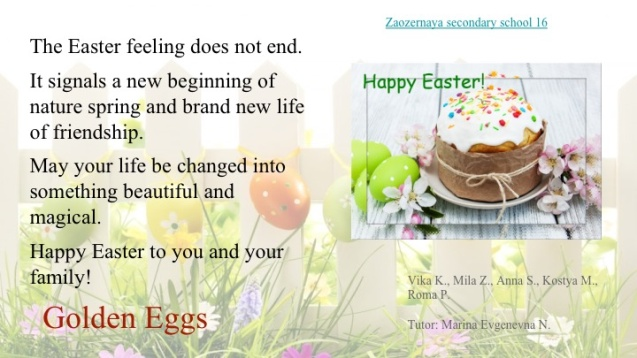 Zaozernaya secondary school 16
The Easter feeling does not end.
It signals a new beginning of
nature spring and brand new life
of friendship.
May your life be changed into
something beautiful and
magical.
Happy Easter to you and your
family!
Golden Eggs
Happy Easter!
Vika K., Mila Z., Anna S., Kostya M.,
Roma P.
Tutor: Marina Evgenevna N.